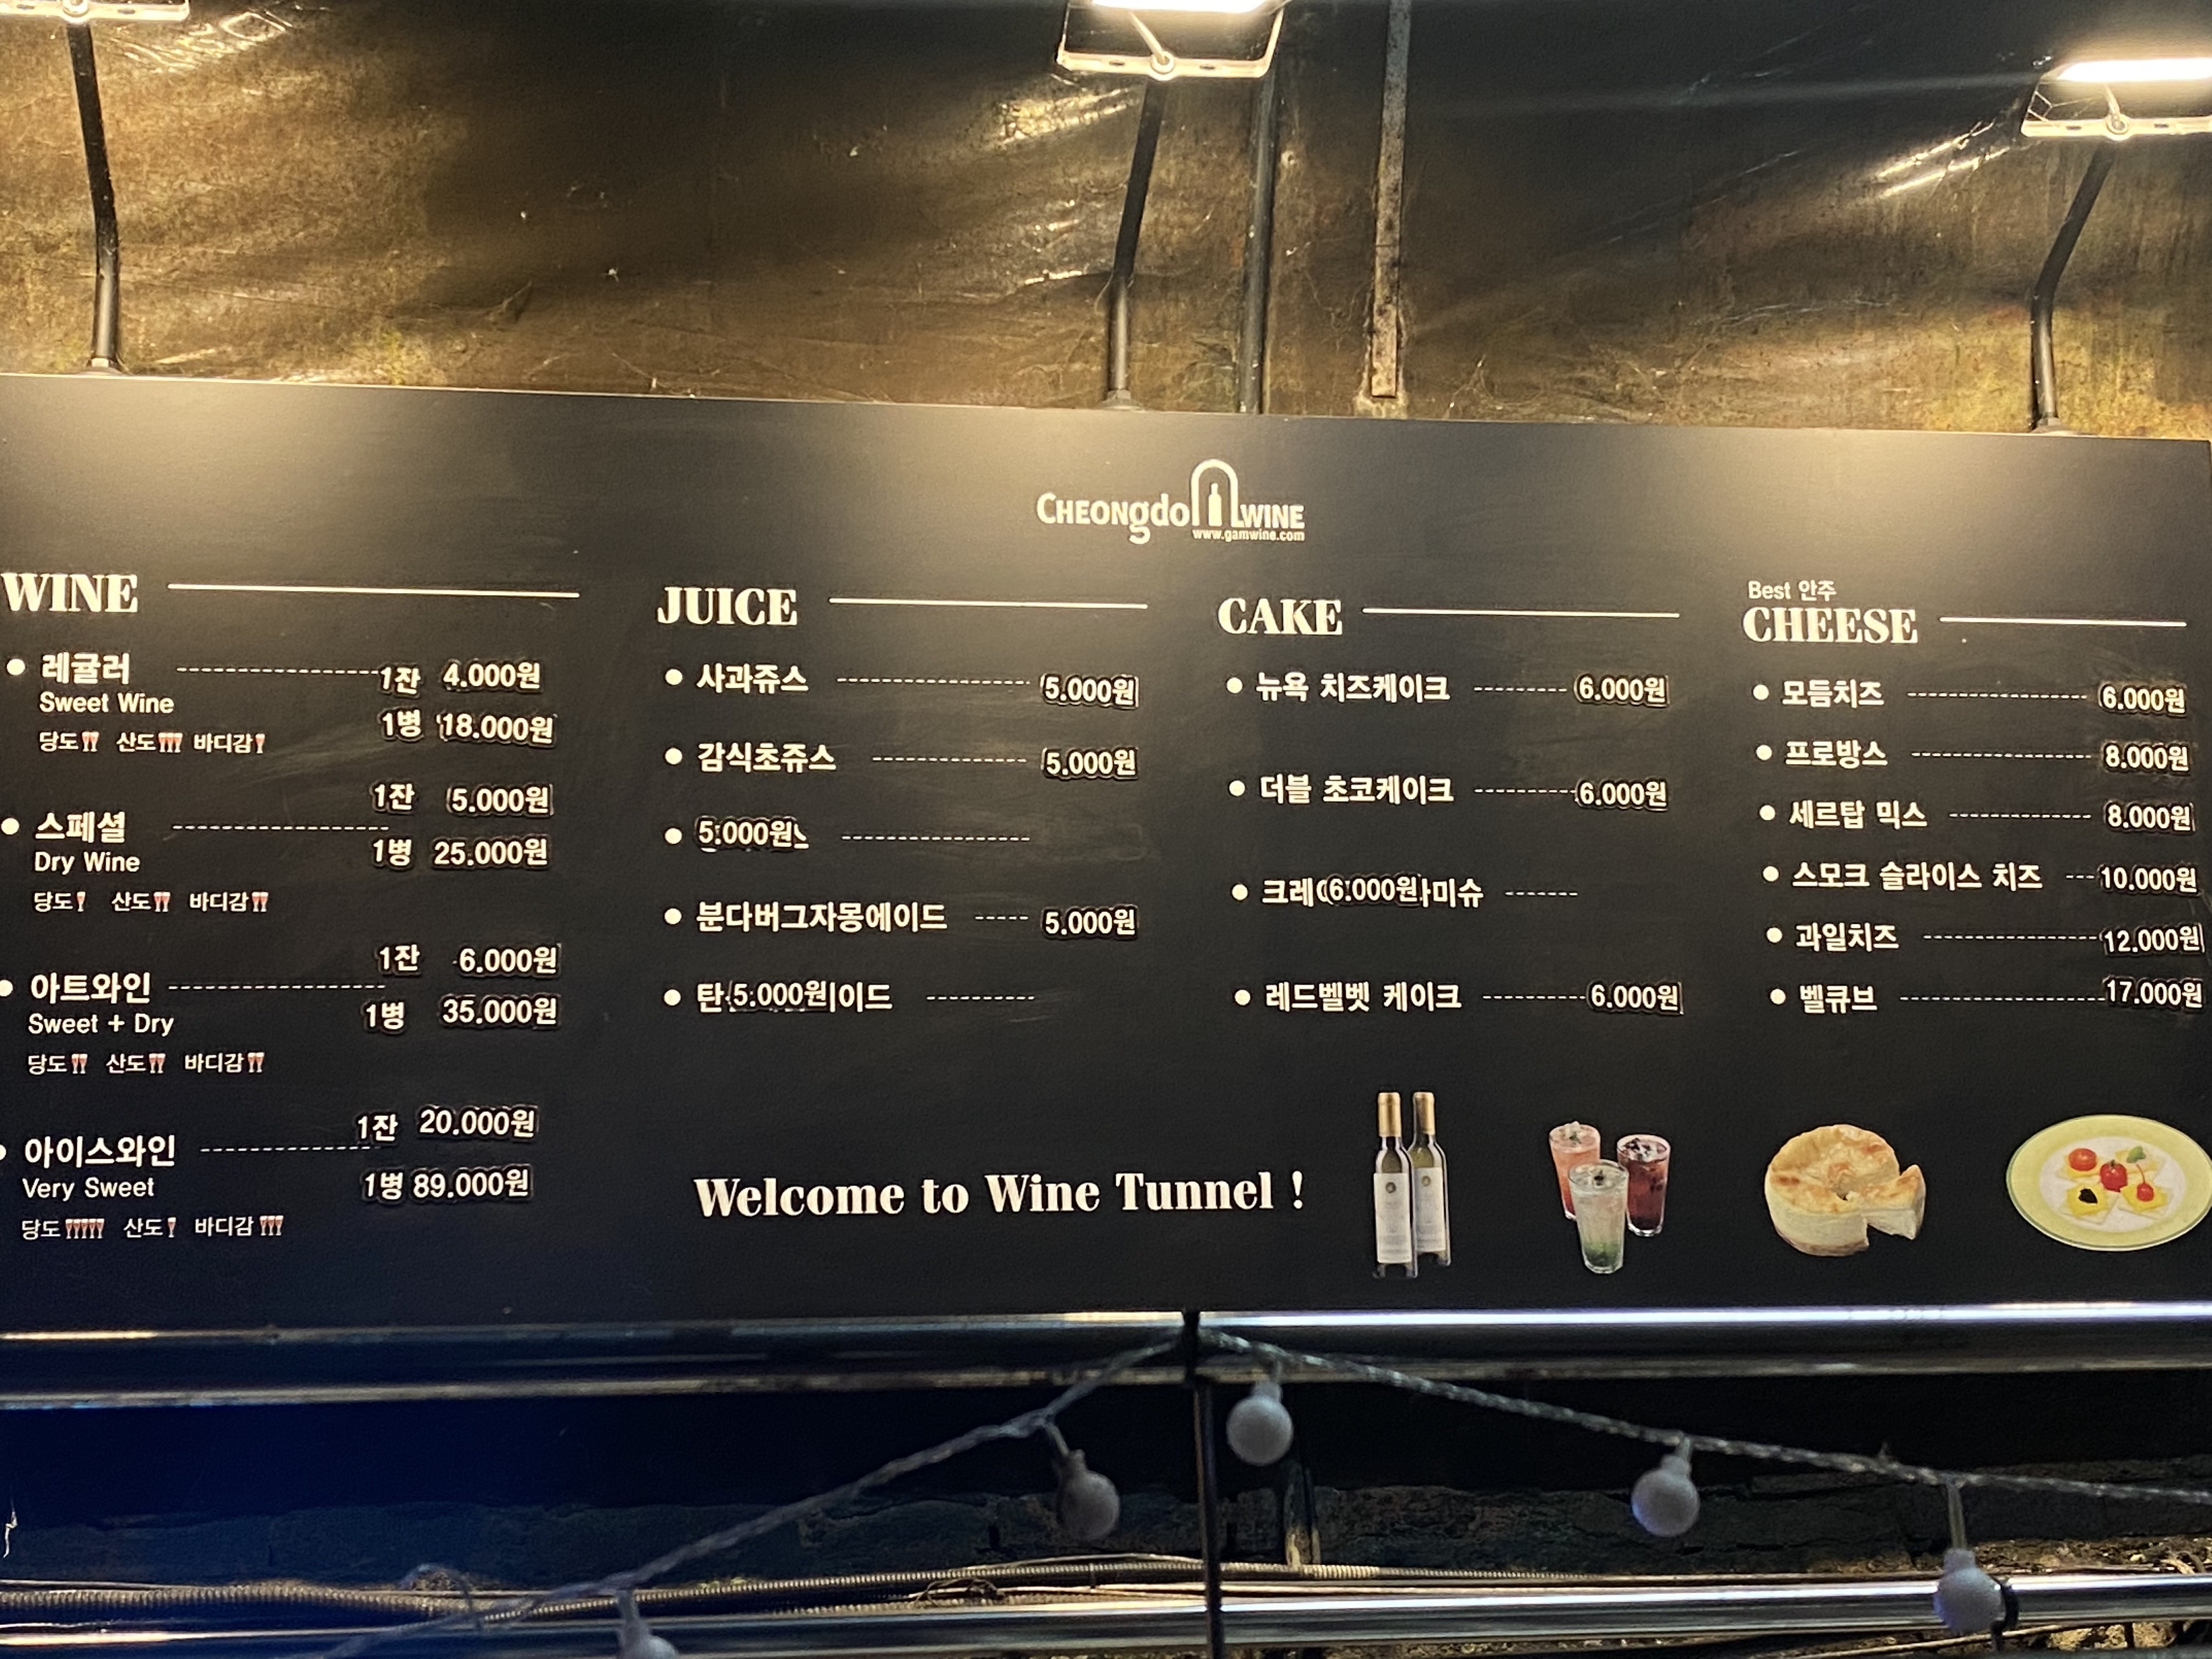 CHEONGdo WINE
www.gamwine.com
WINE
레귤러 1잔 4.000원
Sweet Wine
1병 18.000원
당도 산도 바디감
1잔 5.000원
스페셜
1병 25.000원
Dry Wine
당도 산도 바디감
1잔 6.000원
아트와인
1병 35.000원
Sweet + Dry
당도 산도 바디감
1잔 20.000원
아이스와인
Very Sweet
1병 89.000원
당도 산도 바디감
JUICE
사과쥬스 5.000원
감식초쥬스 5.000원
5.000원
분다버그자몽에이드 5.000원
탄 5.000원 이드
CAKE
뉴욕 치즈케이크 6.000원
더블 초코케이크 6.000원
크레 6.000원 미슈
레드벨벳 케이크 6.000원
Best 안주
CHEESE
모듬치즈 6.000원
프로방스 8.000원
세르탑 믹스 8.000원
스모크 슬라이스 치즈 10.000원
과일치즈 12.000원
벨큐브 17.000원
Welcome to Wine Tunnel !